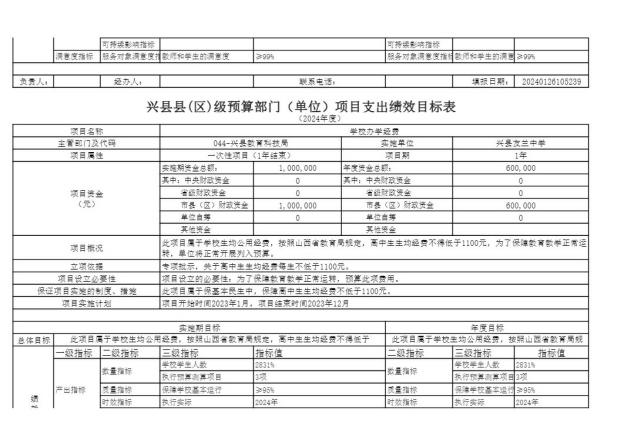 可持续影响指标 可持续影响指标
满意度指标 服务对象满意度指 教师和学生的满意度 ≥99% 服务对象满意度指标 教师和学生的满意 ≥99%
负责人： 经办人： 联系电话： 填报日期： 20240126105239
兴县县(区)级预算部门（单位）项目支出绩效目标表
（2024年度）
项目名称 学校办学经费
主管部门及代码 044-兴县教育科技局 实施单位 兴县友兰中学
项目属性 一次性项目（1年结束） 项目期 1年
项目资金（元） 实施期资金总额： 1,000,000 年度资金总额： 600,000
其中：中央财政资金 0 其中：中央财政资金 0
省级财政资金 0 省级财政资金 0
市县（区）财政资金 1,000,000 市县（区）财政资金 600,000
单位自筹 0 单位自筹 0
其他资金 其他资金
项目概况 此项目属于学校生均公用经费，按照山西省教育局规定，高中生生均经费不得低于1100元，为了保障教育教学正常运
转，单位将正常开展列入预算。
立项依据 专项批示，关于高中生生均经费每生不低于1100元。
项目设立必要性 项目设立的必要性：为了保障教育教学正常运转，预算此项费用。
保证项目实施的制度、措施 此项目属于保基本民生中，保障高中生生均经费不低于1100元。
项目实施计划 项目开始时间2023年1月，项目结束时间2023年12月
实施期目标 年度目标
总体目标 此项目属于学校生均公用经费，按照山西省教育局规定，高中生生均经费不得低于 此项目属于学校生均公用经费，按照山西省教育局规
一级指标 二级指标 三级指标 指标值 二级指标 三级指标 指标值
数量指标 学校学生人数 2831% 数量指标 学校学生人数 2831%
执行预算测算项目 3项 执行预算测算项目 3项
绩 产出指标 质量指标 保障学校基本运行 ≥95% 质量指标 保障学校基本运行 ≥95%
时效指标 执行实际 2024年 时效指标 执行实际 2024年